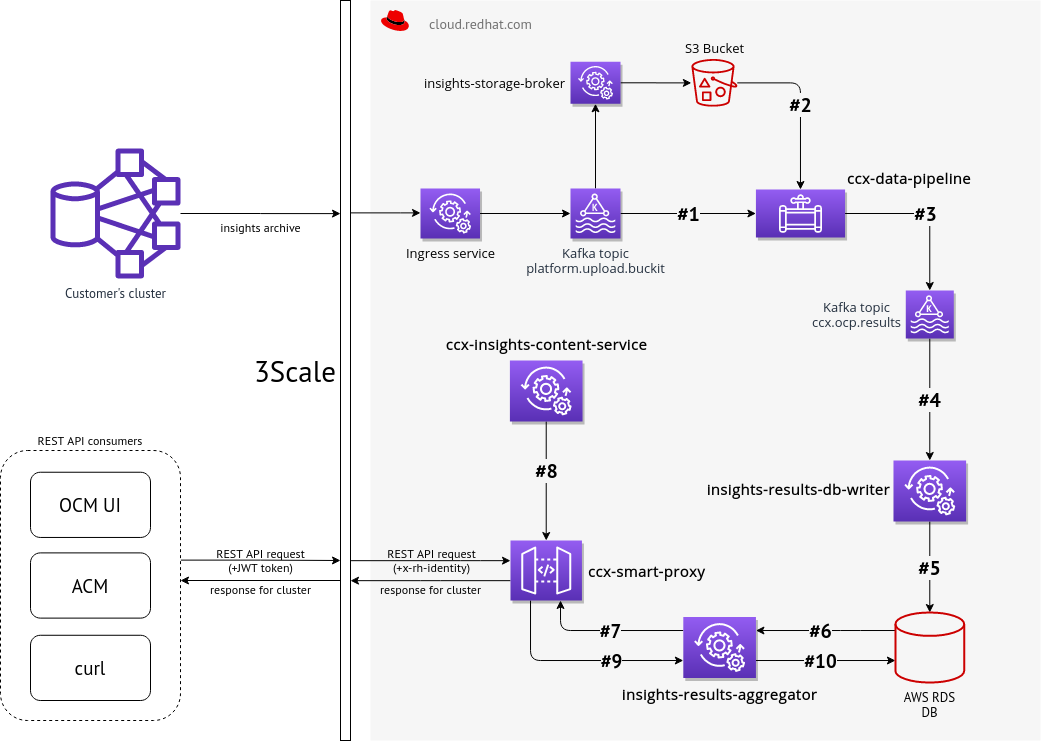 cloud.redhat.com
S3 Bucket
insights-storage-broker
#2
ccx-data-pipeline
#1
#3
insights archive
Ingress service
Kafka topic
platform.upload.buckit
Customer's cluster
Kafka topic
ccx.ocp.results
ccx-insights-content-service
3Scale
#4
REST API consumers
#8
insights-results-db-writer
OCM UI
REST API request
(+JWT token)
REST API request
(+x-rh-identity)
#5
ccx-smart-proxy
ACM
response for cluster
response for cluster
#7
#6
curl
#9
#10
insights-results-aggregator
AWS RDS
DB
K
K
</>